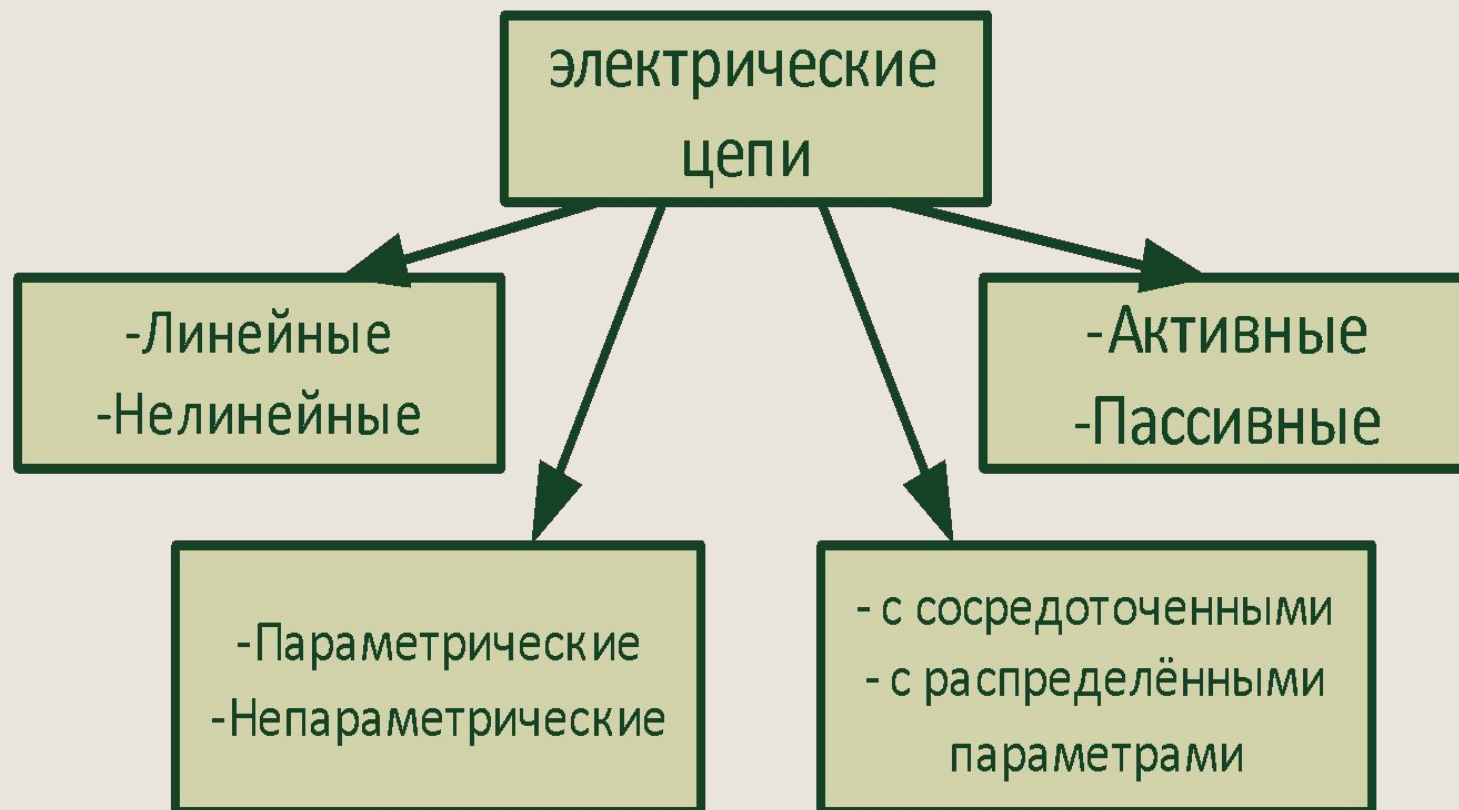 электрические
цепи
-Линейные
-Нелинейные
-Активные
-Пассивные
-Параметрические
-Непараметрические
- с сосредоточенными
- с распределёнными
параметрами